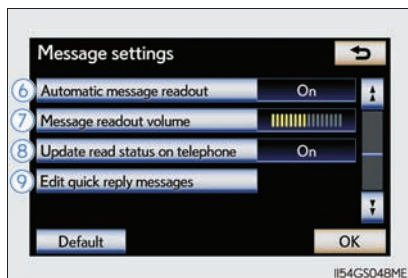 Message settings
6 Automatic message readout On
7 Message readout volume
8 Update read status on telephone On
9 Edit quick reply messages
Default OK
II54GS048ME